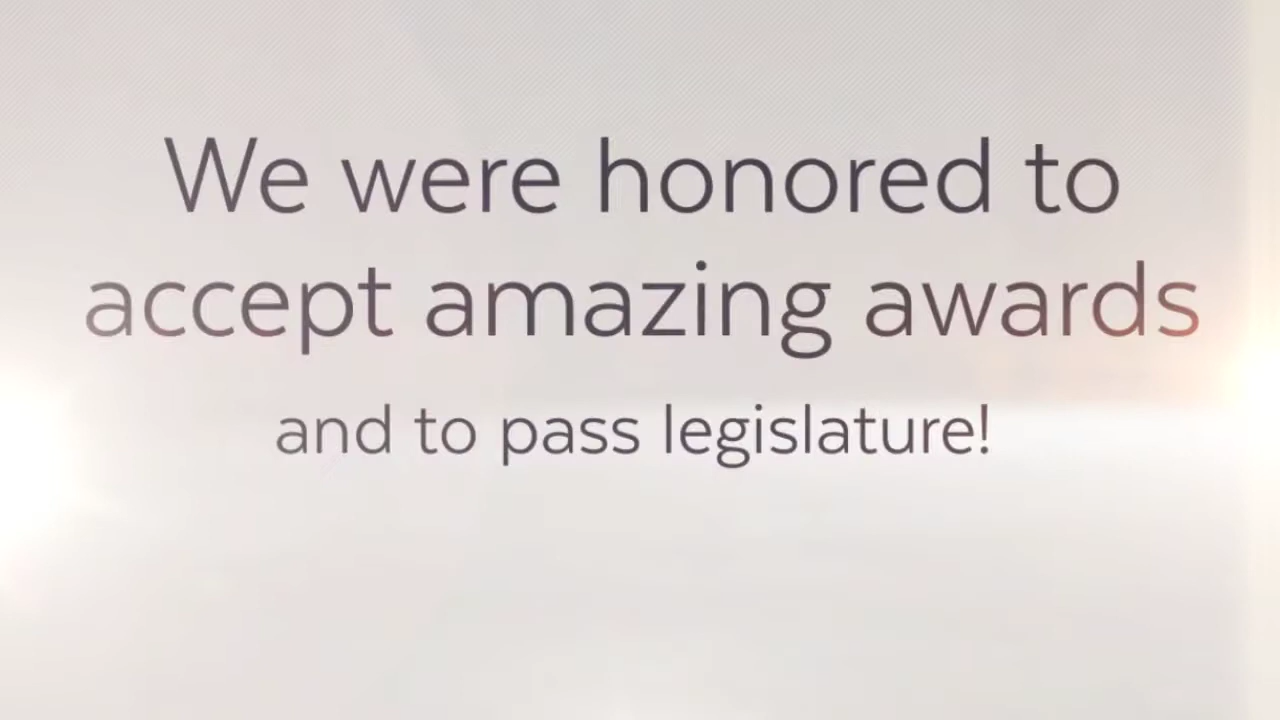 We were honored to
accept amazing awards
and to pass legislature!